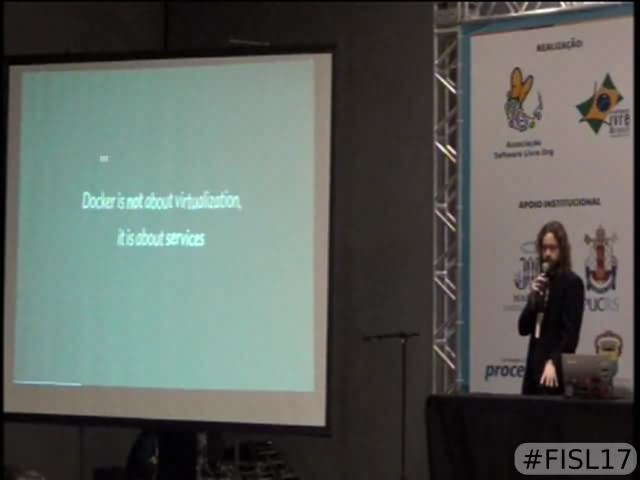 Docker is not about virtualization,
it is about services
REALIZAÇÃO:
Associação
Software Livre.Org
APOIO INSTITUCIONAL
PUCRS
#FISL17